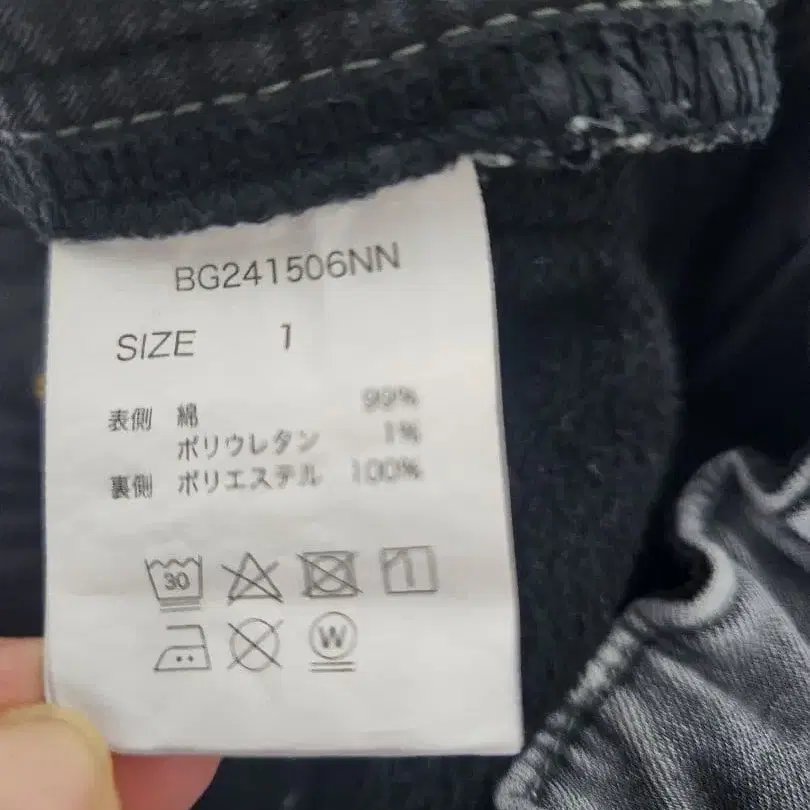 BG241506NN
SIZE 1
表側 綿 99%
ポリウレタン 1%
裏側 ポリエステル 100%
30
W